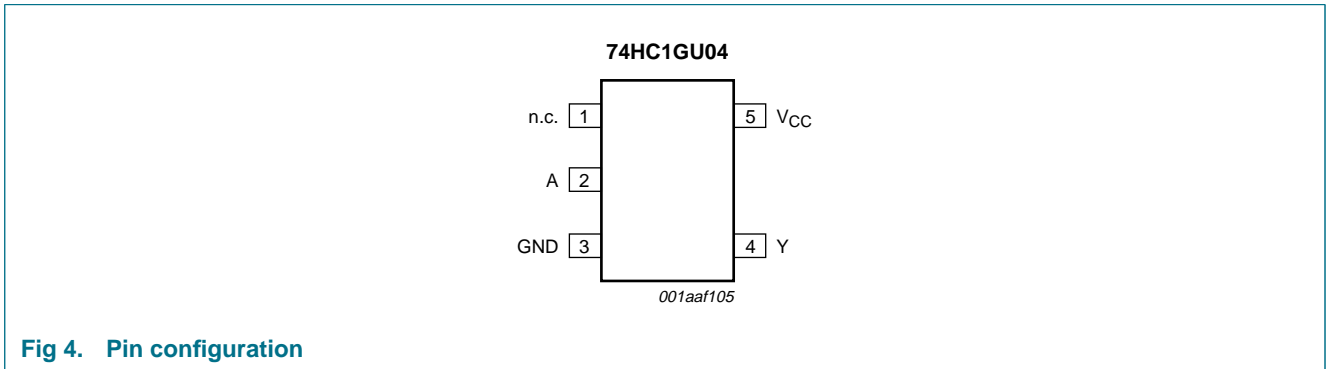 74HC1GU04
n.c. 1
5 VCC
A 2
GND 3
4 Y
001aaf105
Fig 4. Pin configuration